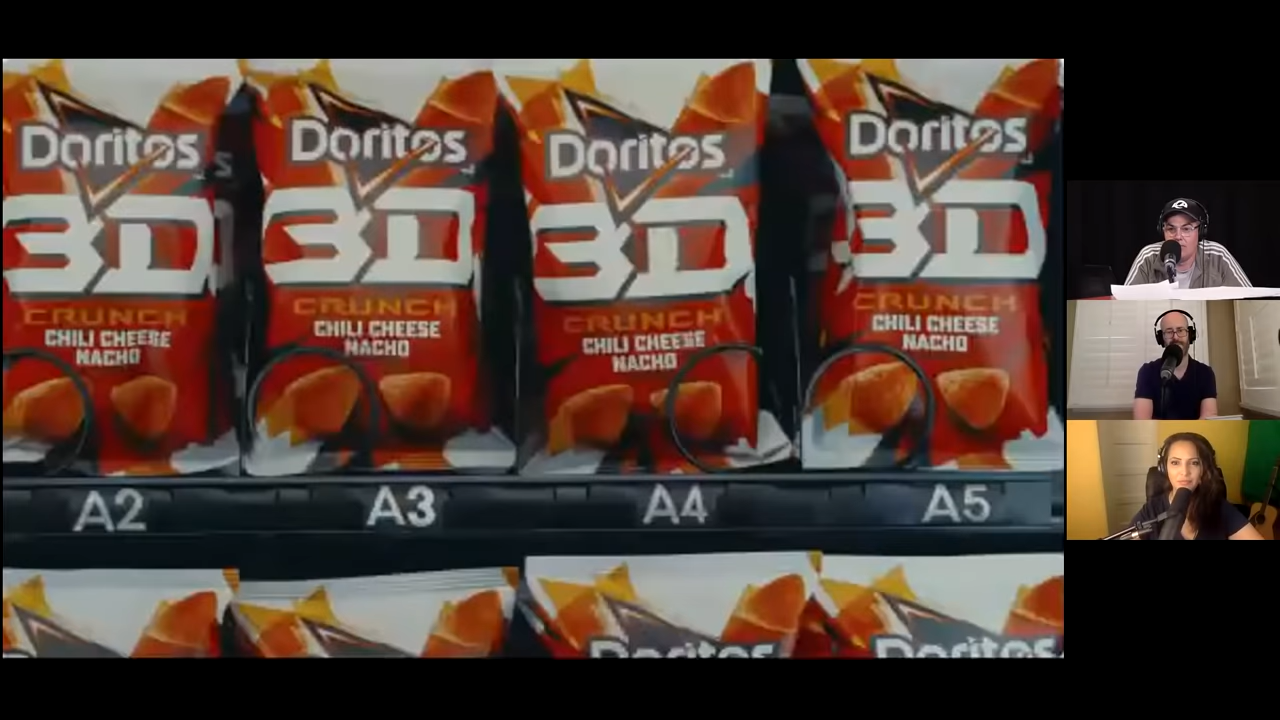 Doritos
3D
CRUNCH
CHILI CHEESE
NACHO
Doritos
3D
CRUNCH
CHILI CHEESE
NACHO
Doritos
3D
CRUNCH
CHILI CHEESE
NACHO
Doritos
3D
CRUNCH
CHILI CHEESE
NACHO
A2
A3
A4
A5
Doritos
Doritos